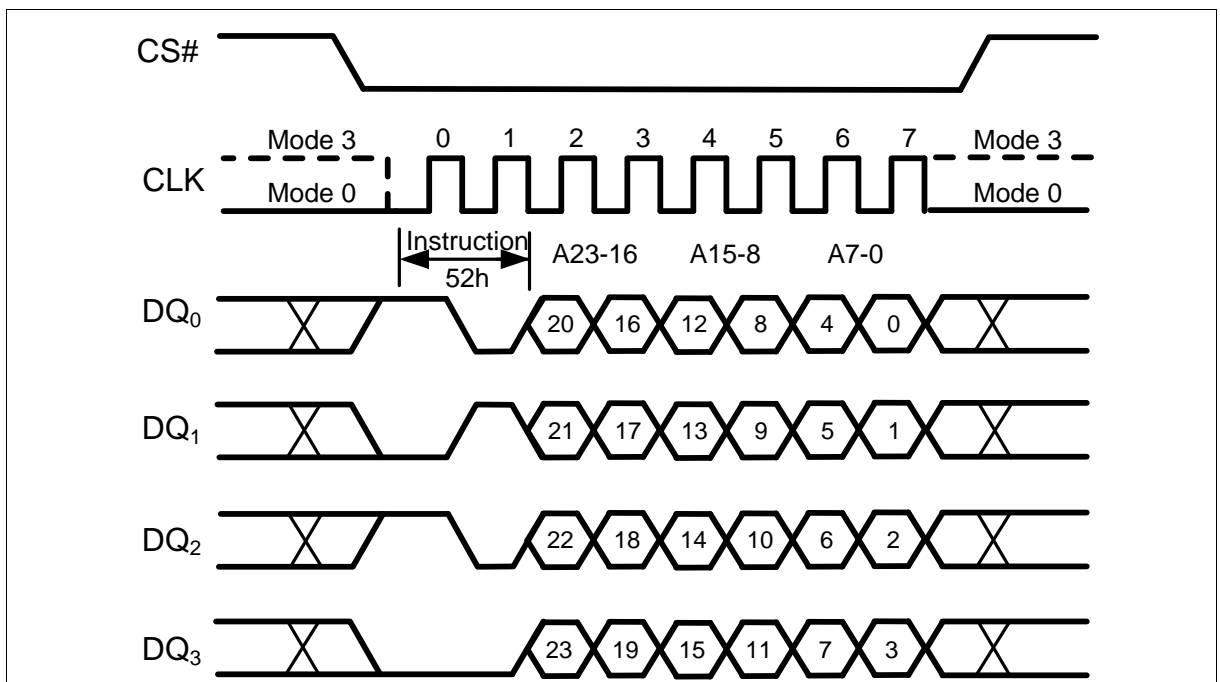 CS#
Mode 3 0 1 2 3 4 5 6 7 Mode 3
CLK
Mode 0 Mode 0
Instruction A23-16 A15-8 A7-0
52h
DQ0 20 16 12 8 4 0
DQ1 21 17 13 9 5 1
DQ2 22 18 14 10 6 2
DQ3 23 19 15 11 7 3